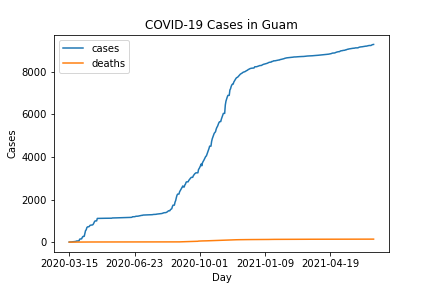 COVID-19 Cases in Guam
cases
deaths
8000
6000
4000
2000
0
Cases
2020-03-15 2020-06-23 2020-10-01 2021-01-09 2021-04-19
Day